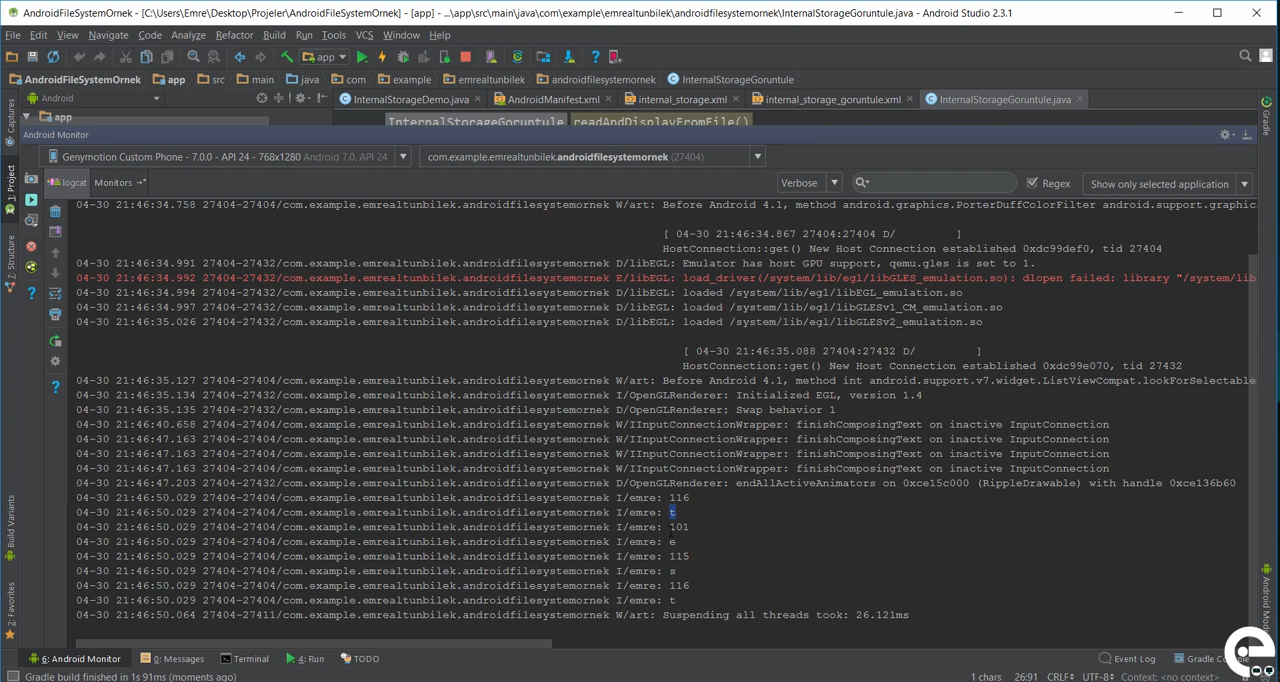 AndroidFileSystemOrnek - [C:\Users\Emre\Desktop\Projeler\AndroidFileSystemOrnek] - [app] - ...\app\src\main\java\com\example\emrealtunbilek\androidfilesystemornek\InternalStorageGoruntule.java - Android Studio 2.3.1
File Edit View Navigate Code Analyze Refactor Build Run Tools VCS Window Help
app
AndroidFileSystemOrnek app src main java com example emrealtunbilek androidfilesystemornek InternalStorageGoruntule
Android InternalStorageDemo.java AndroidManifest.xml internal_storage.xml internal_storage_goruntule.xml InternalStorageGoruntule.java
app InternalStorageGoruntule readAndDisplayFromFile()
Android Monitor
Genymotion Custom Phone - 7.0.0 - API 24 - 768x1280 Android 7.0, API 24 com.example.emrealtunbilek.androidfilesystemornek (27404)
logcat Monitors Verbose Regex Show only selected application
04-30 21:46:34.758 27404-27404/com.example.emrealtunbilek.androidfilesystemornek W/art: Before Android 4.1, method android.graphics.PorterDuffColorFilter android.support.graphic
[ 04-30 21:46:34.867 27404:27404 D/ ]
HostConnection::get() New Host Connection established 0xdc99def0, tid 27404
04-30 21:46:34.991 27404-27432/com.example.emrealtunbilek.androidfilesystemornek D/libEGL: Emulator has host GPU support, qemu.gles is set to 1.
04-30 21:46:34.992 27404-27432/com.example.emrealtunbilek.androidfilesystemornek E/libEGL: load_driver(/system/lib/egl/libGLES_emulation.so): dlopen failed: library "/system/lib
04-30 21:46:34.994 27404-27432/com.example.emrealtunbilek.androidfilesystemornek D/libEGL: loaded /system/lib/egl/libEGL_emulation.so
04-30 21:46:34.997 27404-27432/com.example.emrealtunbilek.androidfilesystemornek D/libEGL: loaded /system/lib/egl/libGLESv1_CM_emulation.so
04-30 21:46:35.026 27404-27432/com.example.emrealtunbilek.androidfilesystemornek D/libEGL: loaded /system/lib/egl/libGLESv2_emulation.so
[ 04-30 21:46:35.088 27404:27432 D/ ]
HostConnection::get() New Host Connection established 0xdc99e070, tid 27432
04-30 21:46:35.127 27404-27404/com.example.emrealtunbilek.androidfilesystemornek W/art: Before Android 4.1, method int android.support.v7.widget.ListViewCompat.lookForSelectable
04-30 21:46:35.134 27404-27432/com.example.emrealtunbilek.androidfilesystemornek I/OpenGLRenderer: Initialized EGL, version 1.4
04-30 21:46:35.135 27404-27432/com.example.emrealtunbilek.androidfilesystemornek D/OpenGLRenderer: Swap behavior 1
04-30 21:46:40.658 27404-27404/com.example.emrealtunbilek.androidfilesystemornek W/IInputConnectionWrapper: finishComposingText on inactive InputConnection
04-30 21:46:47.163 27404-27404/com.example.emrealtunbilek.androidfilesystemornek W/IInputConnectionWrapper: finishComposingText on inactive InputConnection
04-30 21:46:47.163 27404-27404/com.example.emrealtunbilek.androidfilesystemornek W/IInputConnectionWrapper: finishComposingText on inactive InputConnection
04-30 21:46:47.163 27404-27404/com.example.emrealtunbilek.androidfilesystemornek W/IInputConnectionWrapper: finishComposingText on inactive InputConnection
04-30 21:46:47.203 27404-27432/com.example.emrealtunbilek.androidfilesystemornek D/OpenGLRenderer: endAllActiveAnimators on 0xce15c000 (RippleDrawable) with handle 0xce136b60
04-30 21:46:50.029 27404-27404/com.example.emrealtunbilek.androidfilesystemornek I/emre: 116
04-30 21:46:50.029 27404-27404/com.example.emrealtunbilek.androidfilesystemornek I/emre: t
04-30 21:46:50.029 27404-27404/com.example.emrealtunbilek.androidfilesystemornek I/emre: 101
04-30 21:46:50.029 27404-27404/com.example.emrealtunbilek.androidfilesystemornek I/emre: e
04-30 21:46:50.029 27404-27404/com.example.emrealtunbilek.androidfilesystemornek I/emre: 115
04-30 21:46:50.029 27404-27404/com.example.emrealtunbilek.androidfilesystemornek I/emre: s
04-30 21:46:50.029 27404-27404/com.example.emrealtunbilek.androidfilesystemornek I/emre: 116
04-30 21:46:50.029 27404-27404/com.example.emrealtunbilek.androidfilesystemornek I/emre: t
04-30 21:46:50.064 27404-27411/com.example.emrealtunbilek.androidfilesystemornek W/art: Suspending all threads took: 26.121ms
Captures
1: Project
Z: Structure
Build Variants
2: Favorites
Gradle
Android Mod
6: Android Monitor 0: Messages Terminal 4: Run TODO Event Log Gradle Co
Gradle build finished in 1s 91ms (moments ago) 1 chars 26:91 CRLF UTF-8 Context: <no context>